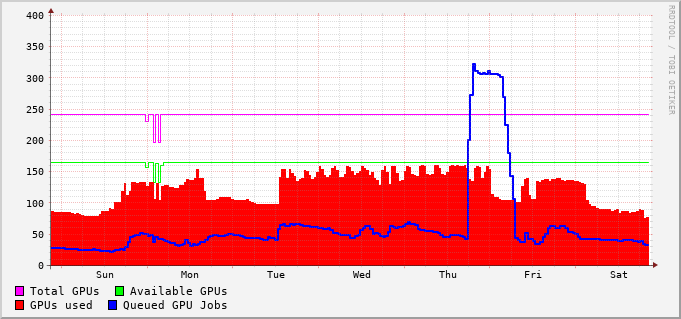 400
350
300
250
200
150
100
50
0
Sun Mon Tue Wed Thu Fri Sat
Total GPUs Available GPUs
GPUs used Queued GPU Jobs
RRDTOOL / TOBI OETIKER